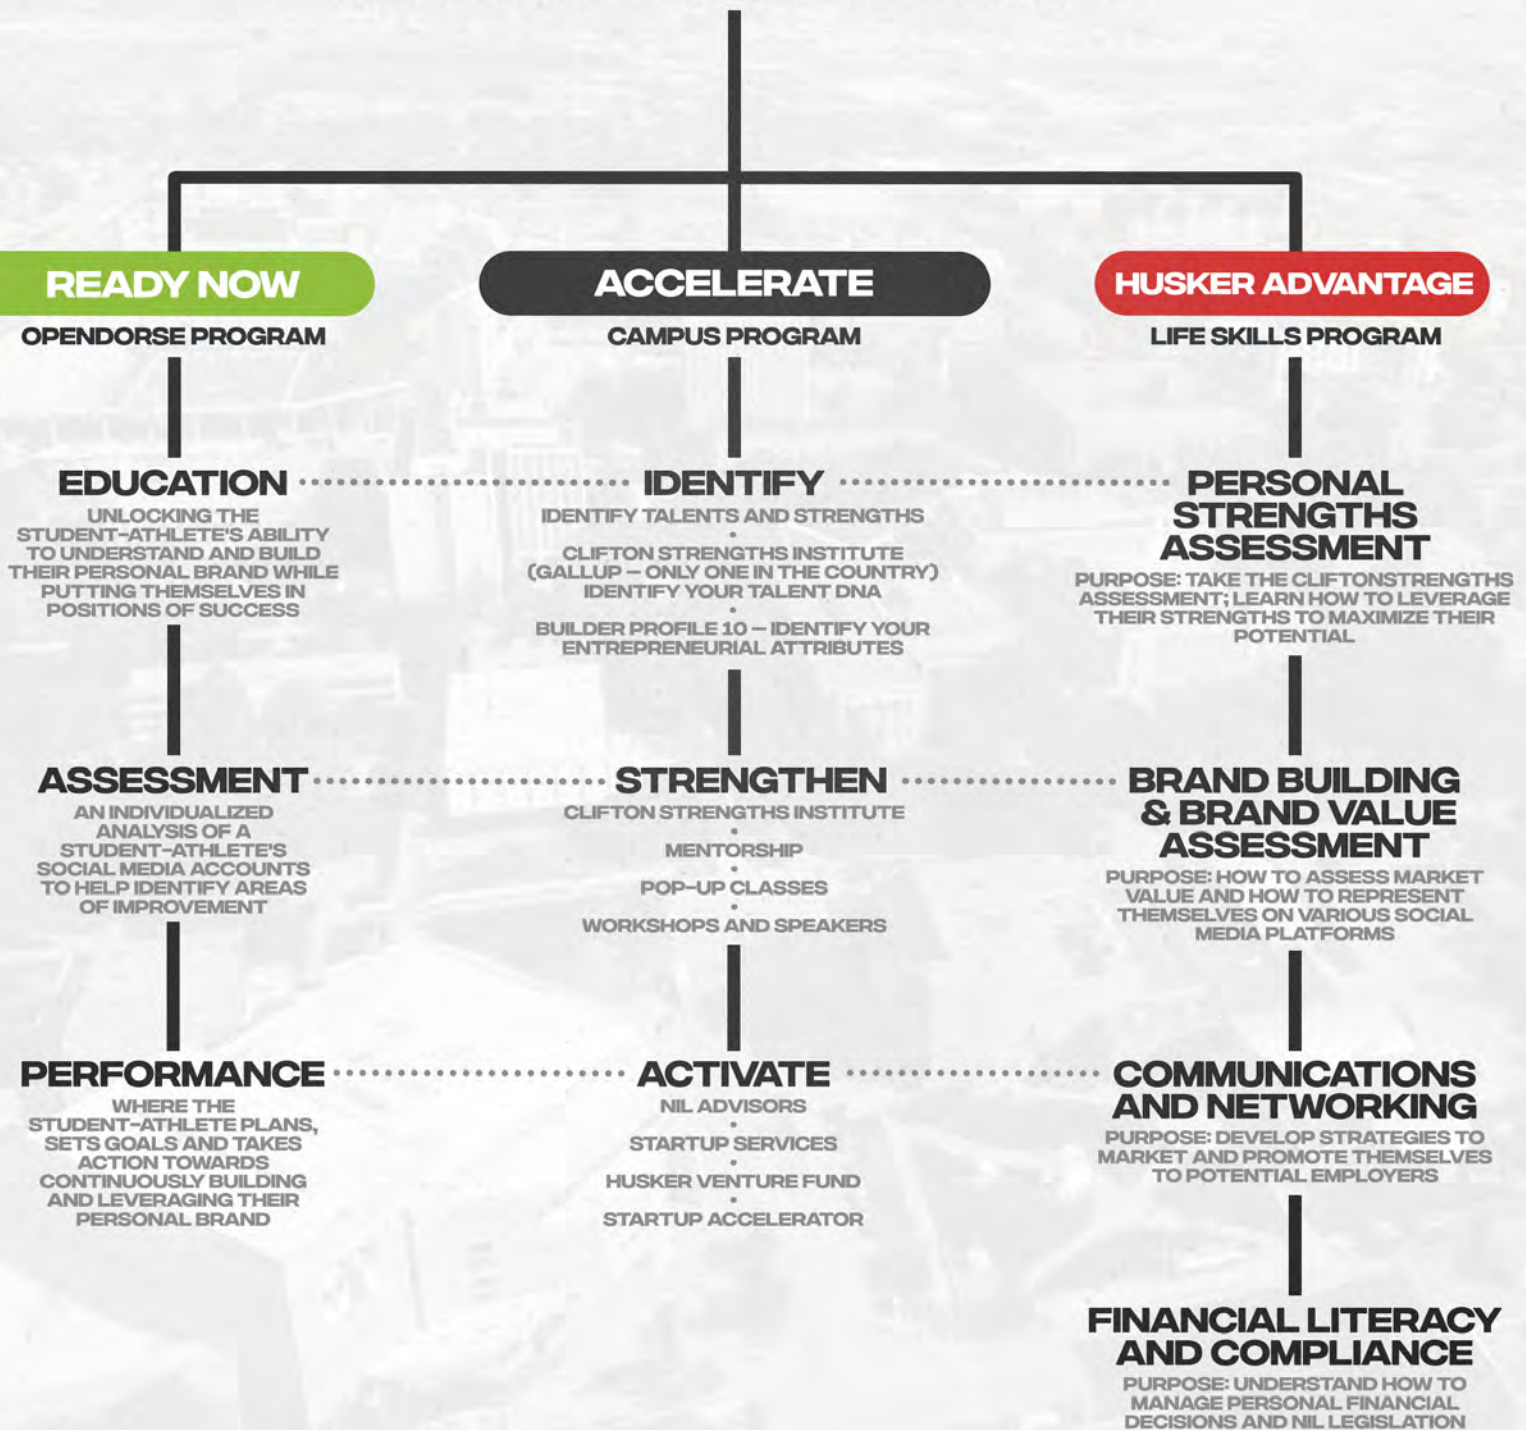 READY NOW
OPENDORSE PROGRAM
EDUCATION
UNLOCKING THE
STUDENT-ATHLETE'S ABILITY
TO UNDERSTAND AND BUILD
THEIR PERSONAL BRAND WHILE
PUTTING THEMSELVES IN
POSITIONS OF SUCCESS
ASSESSMENT
AN INDIVIDUALIZED
ANALYSIS OF A
STUDENT-ATHLETE'S
SOCIAL MEDIA ACCOUNTS
TO HELP IDENTIFY AREAS
OF IMPROVEMENT
PERFORMANCE
WHERE THE
STUDENT-ATHLETE PLANS,
SETS GOALS AND TAKES
ACTION TOWARDS
CONTINUOUSLY BUILDING
AND LEVERAGING THEIR
PERSONAL BRAND
ACCELERATE
CAMPUS PROGRAM
IDENTIFY
IDENTIFY TALENTS AND STRENGTHS
•
CLIFTON STRENGTHS INSTITUTE
(GALLUP – ONLY ONE IN THE COUNTRY)
IDENTIFY YOUR TALENT DNA
•
BUILDER PROFILE 10 – IDENTIFY YOUR
ENTREPRENEURIAL ATTRIBUTES
STRENGTHEN
CLIFTON STRENGTHS INSTITUTE
•
MENTORSHIP
•
POP-UP CLASSES
•
WORKSHOPS AND SPEAKERS
ACTIVATE
NIL ADVISORS
•
STARTUP SERVICES
•
HUSKER VENTURE FUND
•
STARTUP ACCELERATOR
HUSKER ADVANTAGE
LIFE SKILLS PROGRAM
PERSONAL
STRENGTHS
ASSESSMENT
PURPOSE: TAKE THE CLIFTONSTRENGTHS
ASSESSMENT; LEARN HOW TO LEVERAGE
THEIR STRENGTHS TO MAXIMIZE THEIR
POTENTIAL
BRAND BUILDING
& BRAND VALUE
ASSESSMENT
PURPOSE: HOW TO ASSESS MARKET
VALUE AND HOW TO REPRESENT
THEMSELVES ON VARIOUS SOCIAL
MEDIA PLATFORMS
COMMUNICATIONS
AND NETWORKING
PURPOSE: DEVELOP STRATEGIES TO
MARKET AND PROMOTE THEMSELVES
TO POTENTIAL EMPLOYERS
FINANCIAL LITERACY
AND COMPLIANCE
PURPOSE: UNDERSTAND HOW TO
MANAGE PERSONAL FINANCIAL
DECISIONS AND NIL LEGISLATION